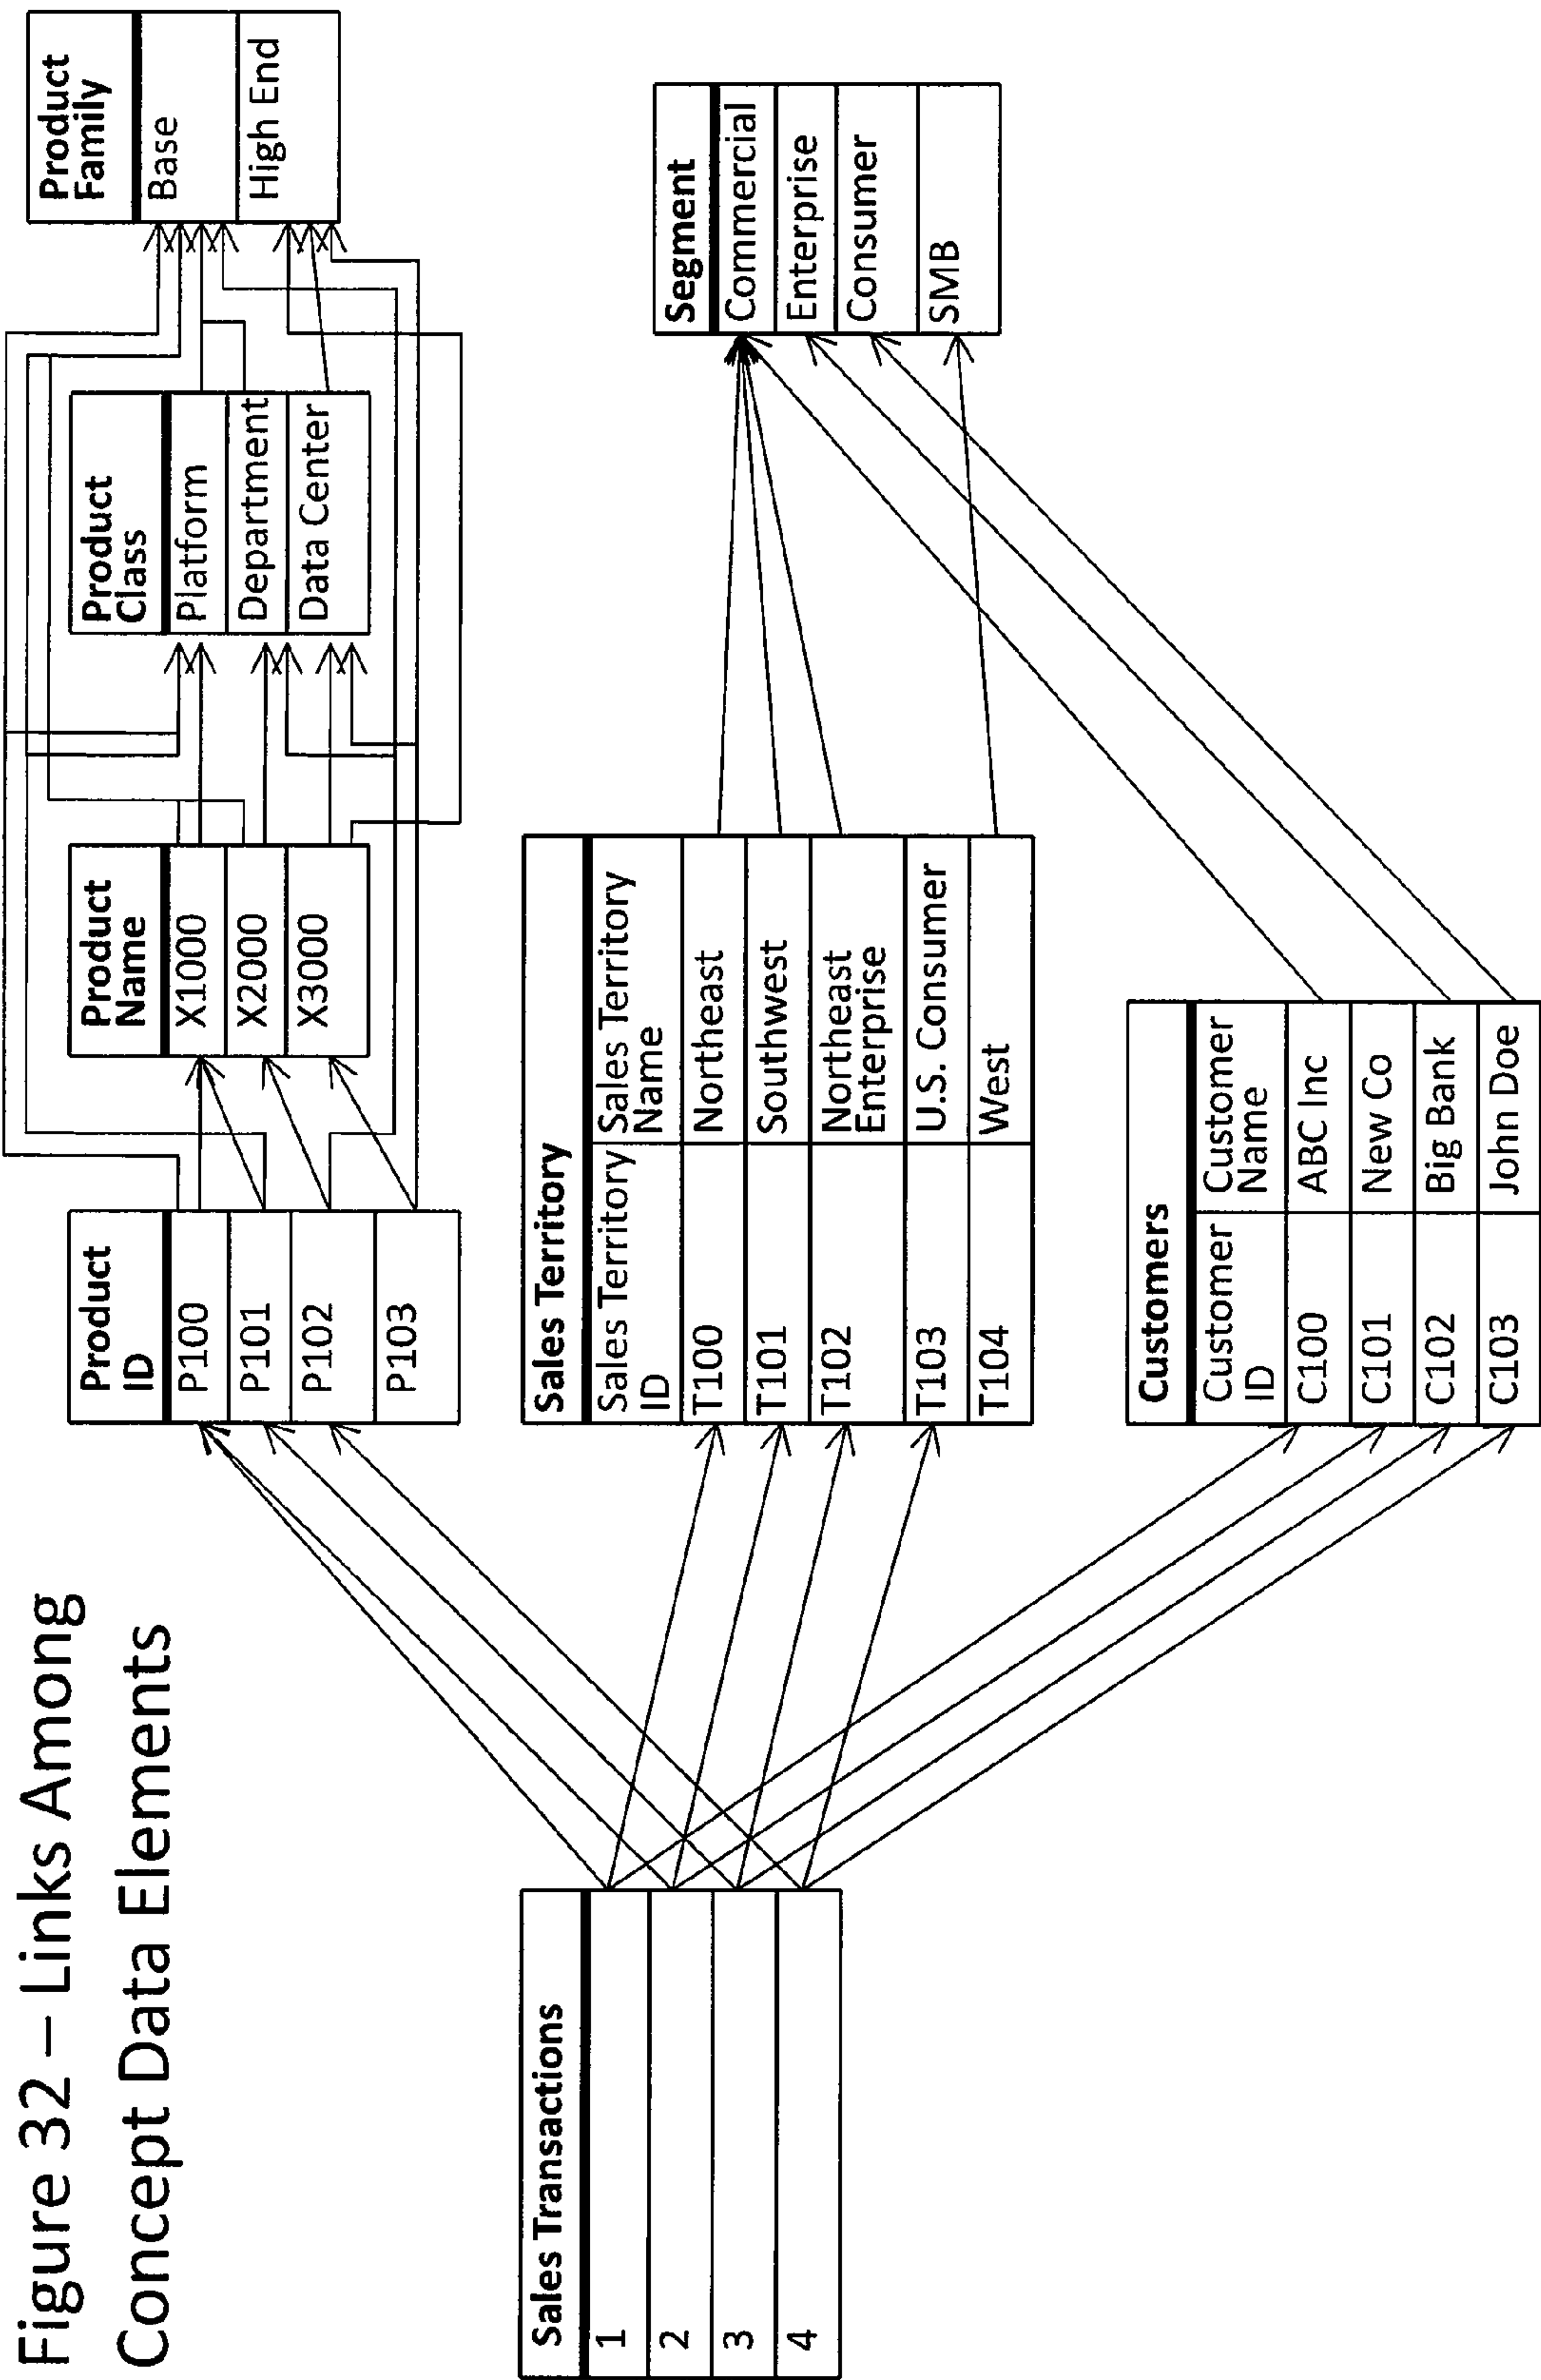 Figure 32 – Links Among
Concept Data Elements
Product
ID
P100
P101
P102
P103
Product
Name
X1000
X2000
X3000
Product
Class
Platform
Department
Data Center
Product
Family
Base
High End
Sales Transactions
1
2
3
4
Sales Territory
Sales Territory
ID
Sales Territory
Name
T100
Northeast
T101
Southwest
T102
Northeast
Enterprise
T103
U.S. Consumer
T104
West
Segment
Commercial
Enterprise
Consumer
SMB
Customers
Customer
ID
Customer
Name
C100
ABC Inc
C101
New Co
C102
Big Bank
C103
John Doe